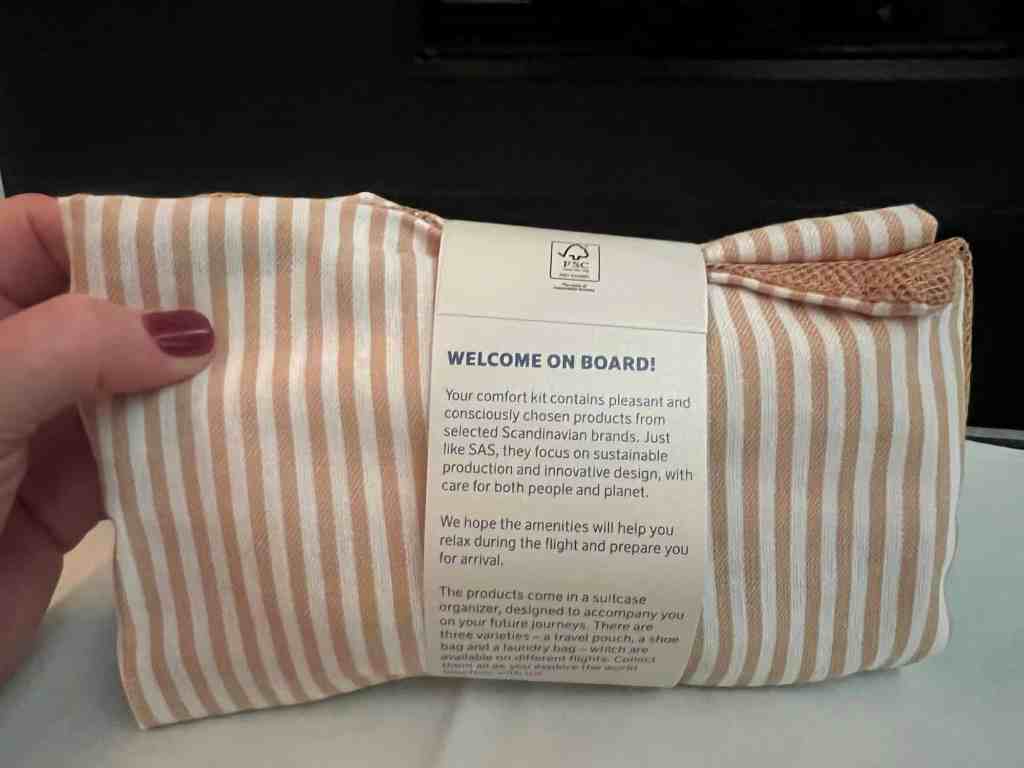 FSC
WELCOME ON BOARD!
Your comfort kit contains pleasant and
consciously chosen products from
selected Scandinavian brands. Just
like SAS, they focus on sustainable
production and innovative design, with
care for both people and planet.
We hope the amenities will help you
relax during the flight and prepare you
for arrival.
The products come in a suitcase
organizer, designed to accompany you
on your future journeys. There are
three varieties – a travel pouch, a shoe
bag and a laundry bag – which are
available on different flights. Collect
them all as you explore the world